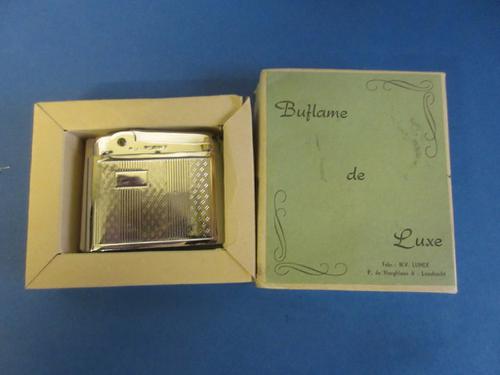 Buflame
de
Luxe
Fabr.: N.V. LUMEX